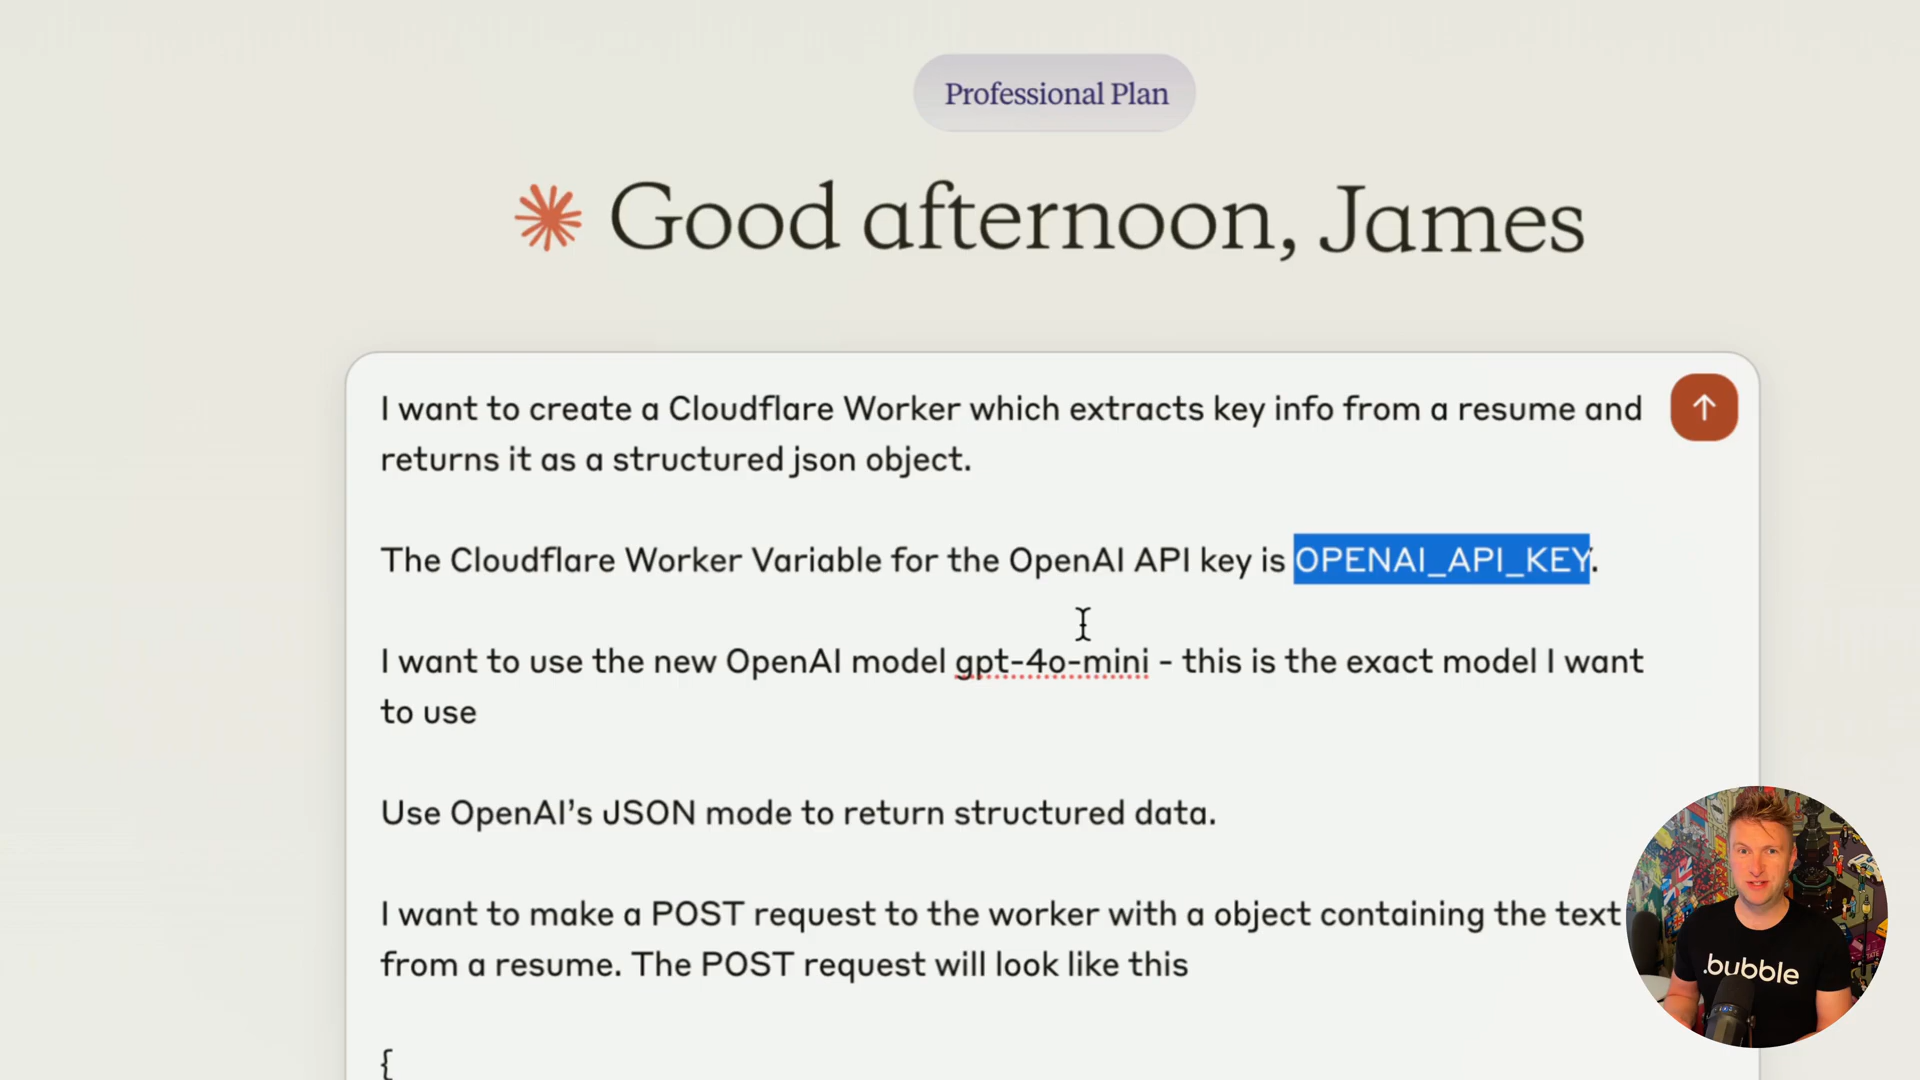 Professional Plan
Good afternoon, James
I want to create a Cloudflare Worker which extracts key info from a resume and
returns it as a structured json object.
The Cloudflare Worker Variable for the OpenAI API key is OPENAI_API_KEY.
I want to use the new OpenAI model gpt-4o-mini - this is the exact model I want
to use
Use OpenAI's JSON mode to return structured data.
I want to make a POST request to the worker with a object containing the text
from a resume. The POST request will look like this
{
.bubble